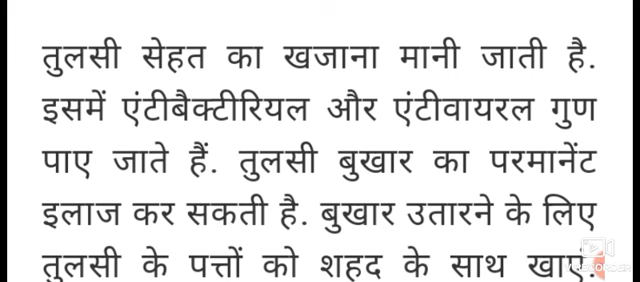 तुलसी सेहत का खजाना मानी जाती है.
इसमें एंटीबैक्टीरियल और एंटीवायरल गुण
पाए जाते हैं. तुलसी बुखार का परमानेंट
इलाज कर सकती है. बुखार उतारने के लिए
तुलसी के पत्तों को शहद के साथ खाएं.